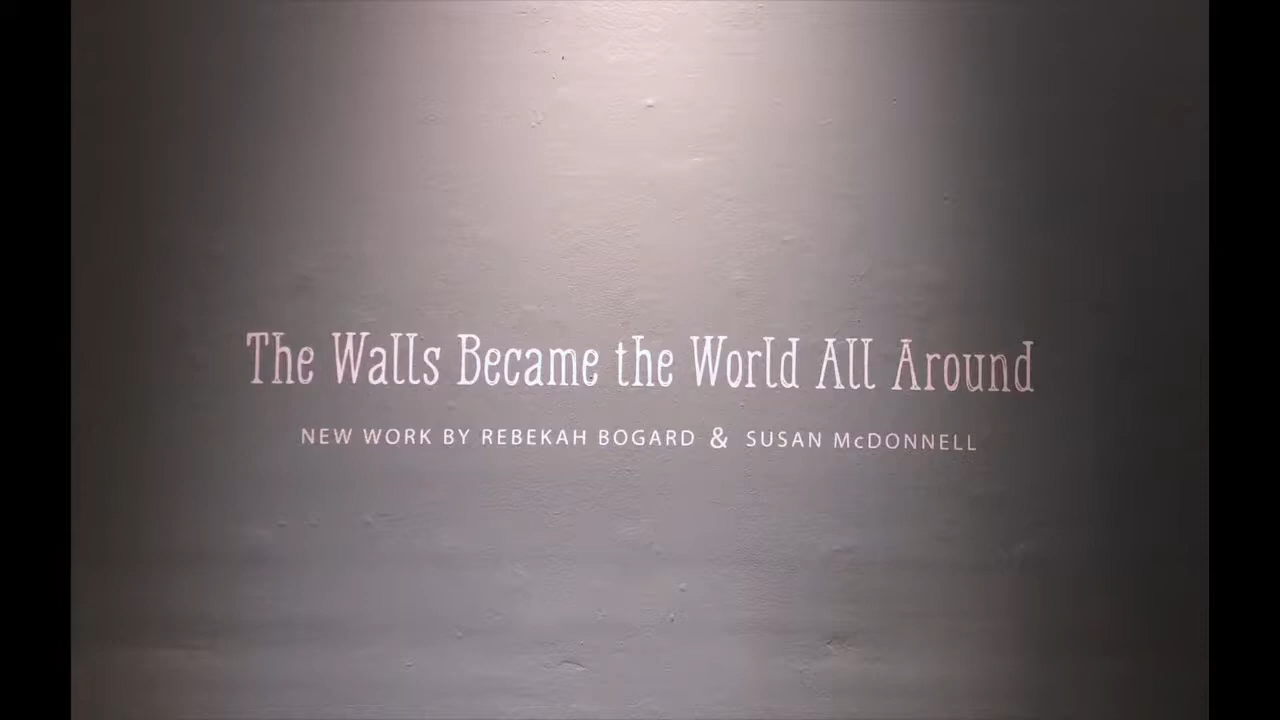 The Walls Became the World All Around
NEW WORK BY REBEKAH BOGARD & SUSAN McDONNELL